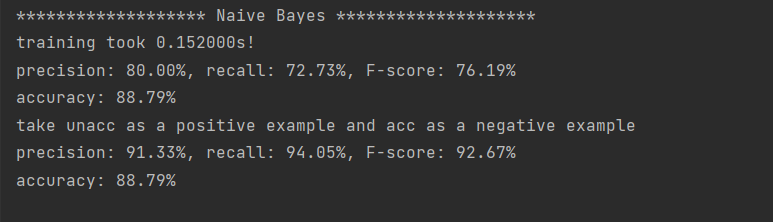 ******************* Naive Bayes ********************
training took 0.152000s!
precision: 80.00%, recall: 72.73%, F-score: 76.19%
accuracy: 88.79%
take unacc as a positive example and acc as a negative example
precision: 91.33%, recall: 94.05%, F-score: 92.67%
accuracy: 88.79%